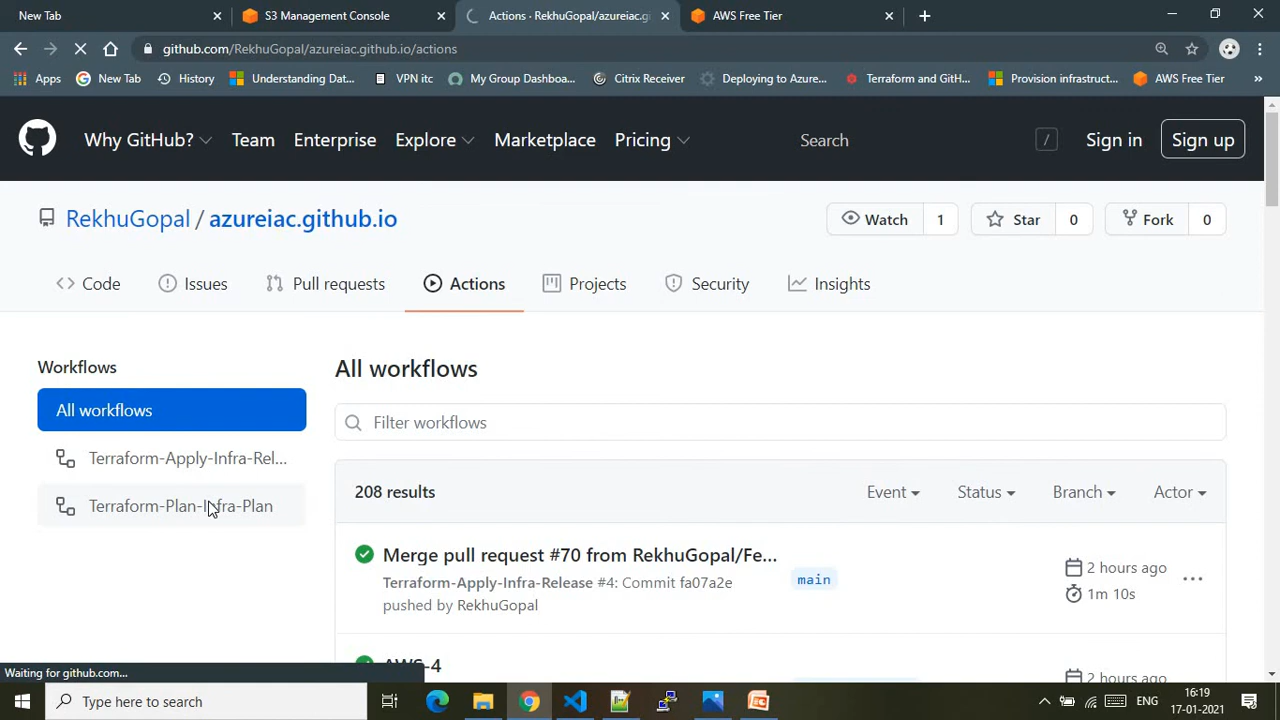 New Tab
S3 Management Console
Actions · RekhuGopal/azureiac.gi
AWS Free Tier
github.com/RekhuGopal/azureiac.github.io/actions
Apps
New Tab
History
Understanding Dat...
VPN itc
My Group Dashboa...
Citrix Receiver
Deploying to Azure...
Terraform and GitH...
Provision infrastruct...
AWS Free Tier
»
Why GitHub?
Team
Enterprise
Explore
Marketplace
Pricing
Search
/
Sign in
Sign up
RekhuGopal / azureiac.github.io
Watch 1
Star 0
Fork 0
Code
Issues
Pull requests
Actions
Projects
Security
Insights
Workflows
All workflows
Terraform-Apply-Infra-Rel...
Terraform-Plan-Infra-Plan
All workflows
Filter workflows
208 results
Event
Status
Branch
Actor
Merge pull request #70 from RekhuGopal/Fe...
Terraform-Apply-Infra-Release #4: Commit fa07a2e
pushed by RekhuGopal
main
2 hours ago
1m 10s
...
AWS-4
2 hours ago
Waiting for github.com...
Type here to search
ENG
16:19
17-01-2021